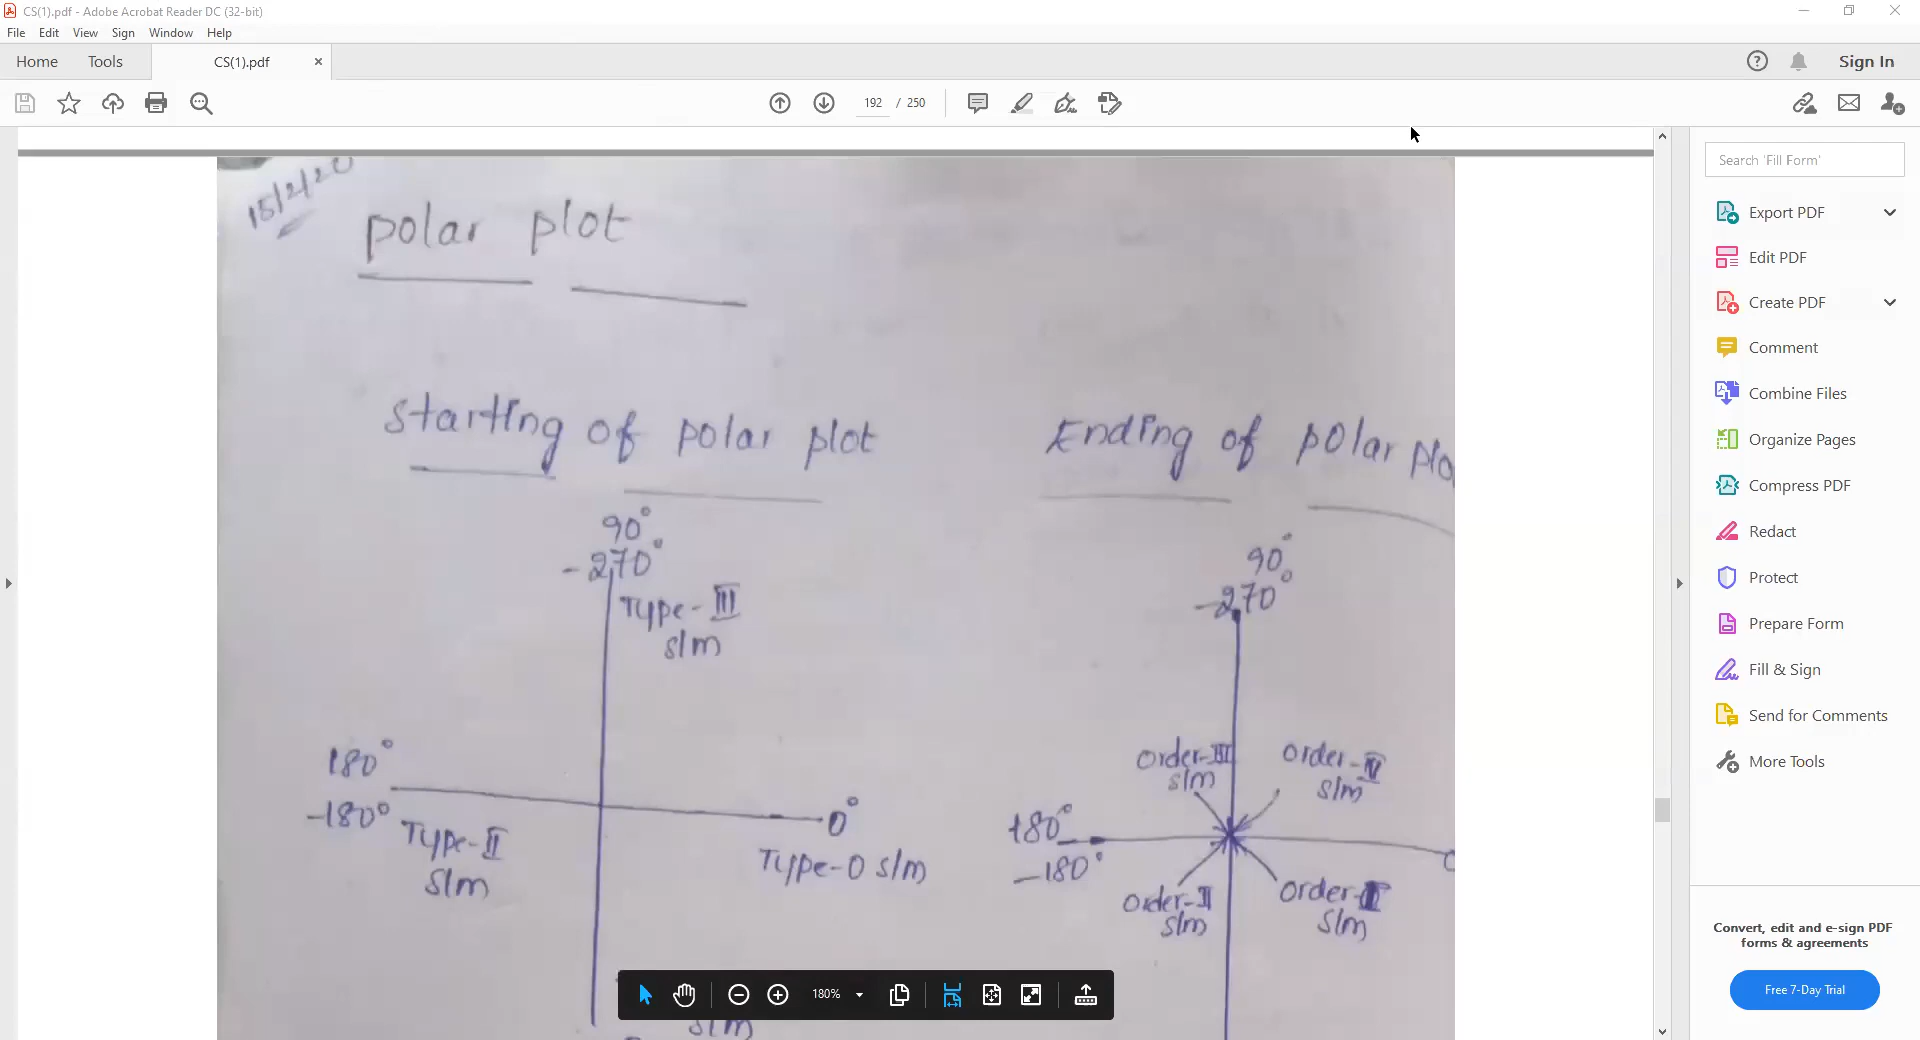 CS(1).pdf - Adobe Acrobat Reader DC (32-bit)
File Edit View Sign Window Help
Home Tools CS(1).pdf Sign In
192 / 250
15/2/20
polar plot
Starting of polar plot
Ending of polar plo
90°
-270°
Type-III
s/m
180°
-180°
Type-II
s/m
0°
Type-0 s/m
s/m
90°
-270°
Order-III
s/m
Order-IV
s/m
180°
-180°
Order-II
s/m
Order-
s/m
180%
Search 'Fill Form'
Export PDF
Edit PDF
Create PDF
Comment
Combine Files
Organize Pages
Compress PDF
Redact
Protect
Prepare Form
Fill & Sign
Send for Comments
More Tools
Convert, edit and e-sign PDF
forms & agreements
Free 7-Day Trial